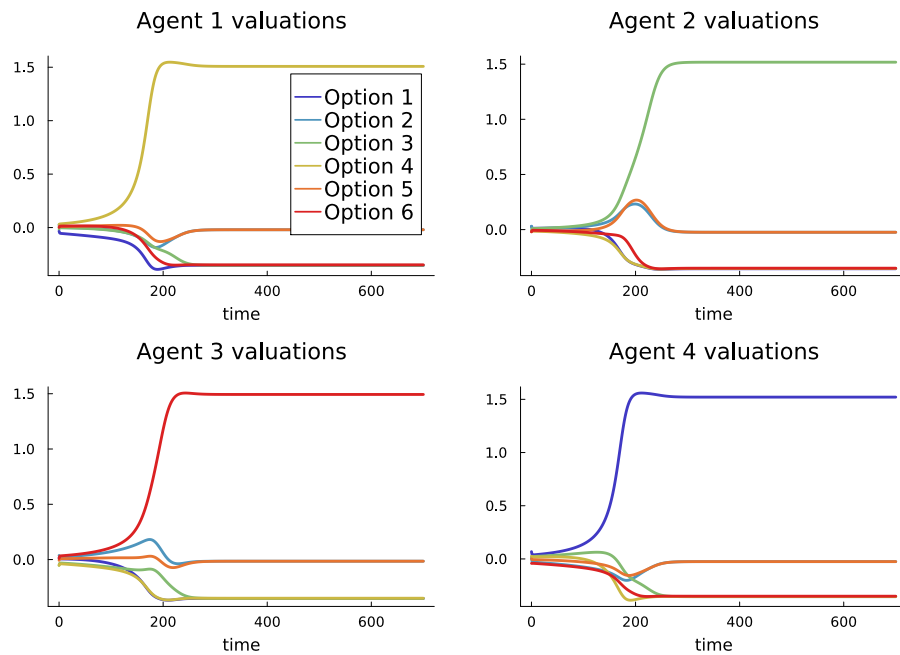 Agent 1 valuations
1.5
1.0
0.5
0.0
0
200
400
600
time
Option 1
Option 2
Option 3
Option 4
Option 5
Option 6
Agent 2 valuations
1.5
1.0
0.5
0.0
0
200
400
600
time
Agent 3 valuations
1.5
1.0
0.5
0.0
0
200
400
600
time
Agent 4 valuations
1.5
1.0
0.5
0.0
0
200
400
600
time